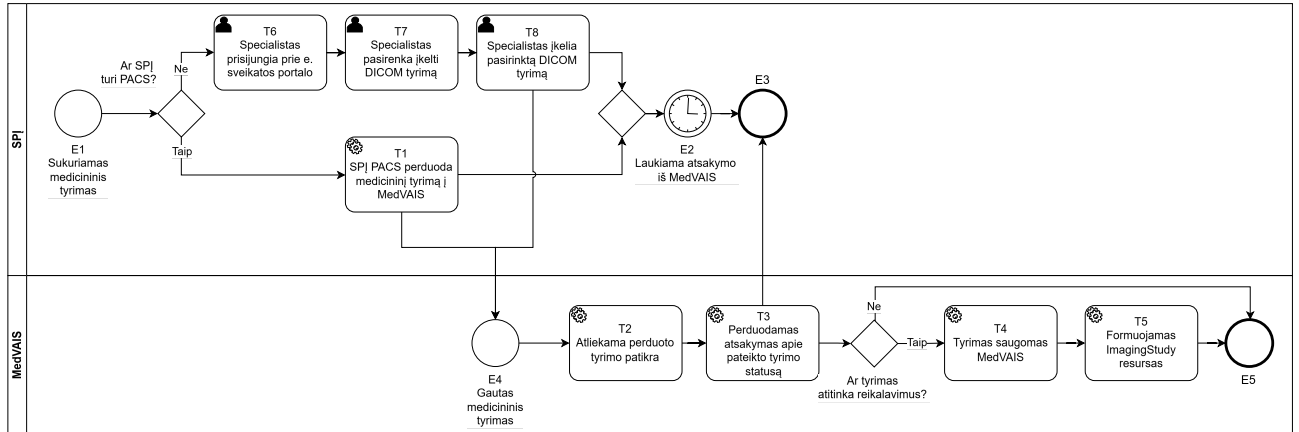 SPĮ
Ar SPĮ
turi PACS?
Ne
Taip
E1
Sukuriamas
medicininis
tyrimas
T6
Specialistas
prisijungia prie e.
sveikatos portalo
T7
Specialistas
pasirenka įkelti
DICOM tyrimą
T8
Specialistas įkelia
pasirinktą DICOM
tyrimą
T1
SPĮ PACS perduoda
medicininį tyrimą į
MedVAIS
E2
Laukiama atsakymo
iš MedVAIS
E3
MedVAIS
E4
Gautas
medicininis
tyrimas
T2
Atliekama perduoto
tyrimo patikra
T3
Perduodamas
atsakymas apie
pateikto tyrimo
statusą
Ne
Taip
Ar tyrimas
atitinka reikalavimus?
T4
Tyrimas saugomas
MedVAIS
T5
Formuojamas
ImagingStudy
resursas
E5